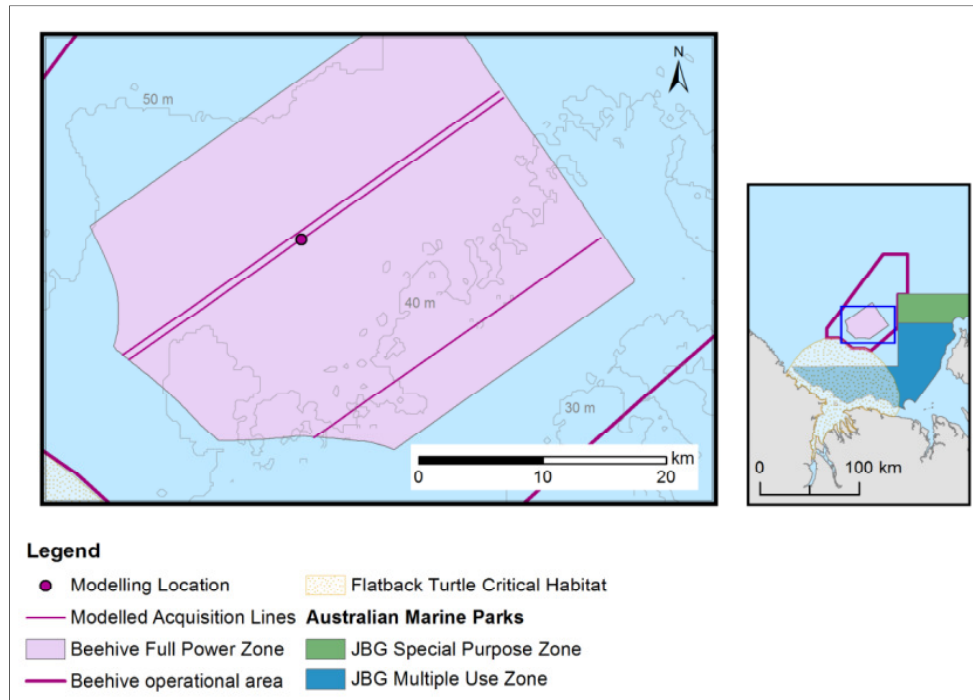 N
50 m
40 m
30 m
km
0 10 20
0 100 km
Legend
Modelling Location
Flatback Turtle Critical Habitat
Modelled Acquisition Lines
Australian Marine Parks
Beehive Full Power Zone
JBG Special Purpose Zone
Beehive operational area
JBG Multiple Use Zone